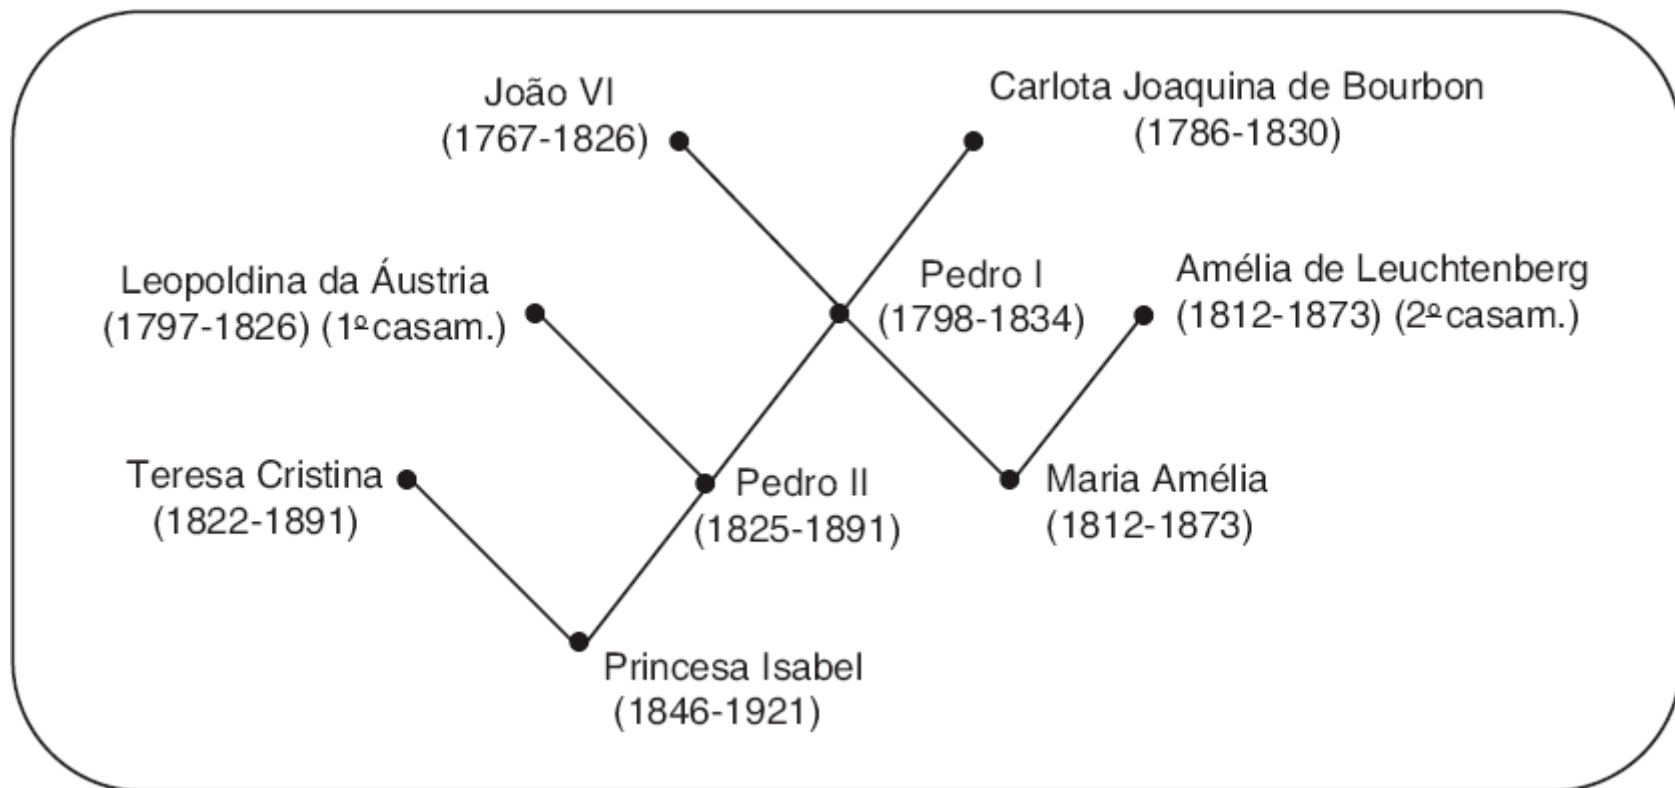 João VI
(1767-1826)
Carlota Joaquina de Bourbon
(1786-1830)
Leopoldina da Áustria
(1797-1826) (1º casam.)
Pedro I
(1798-1834)
Amélia de Leuchtenberg
(1812-1873) (2º casam.)
Teresa Cristina
(1822-1891)
Pedro II
(1825-1891)
Maria Amélia
(1812-1873)
Princesa Isabel
(1846-1921)